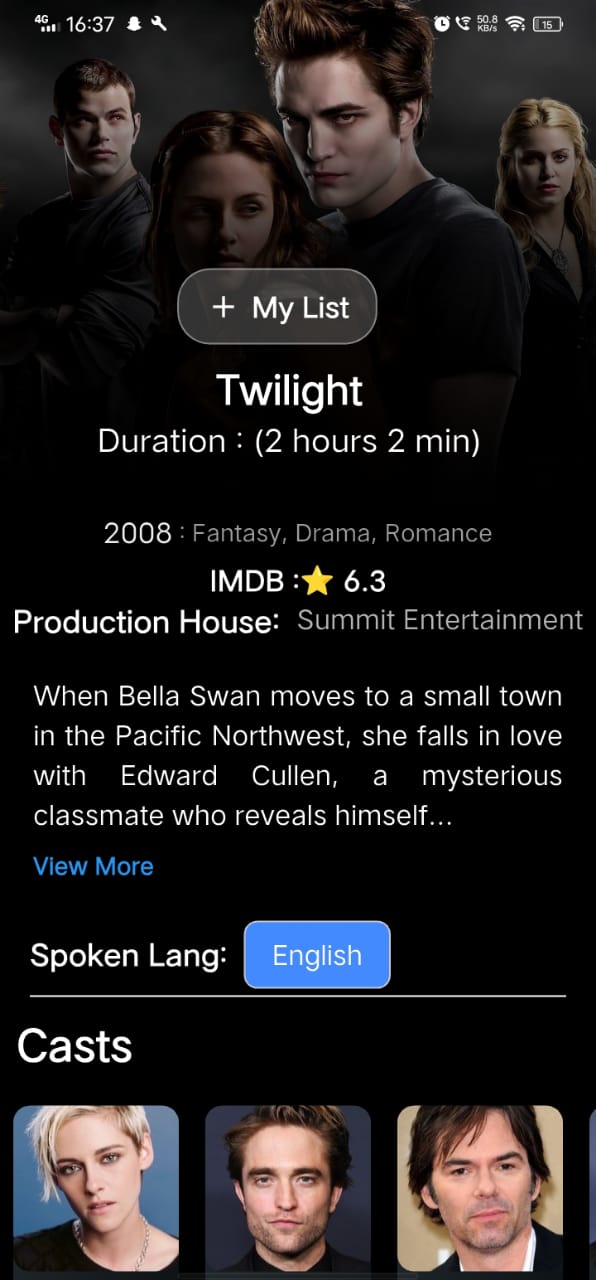 4G 16:37 50.8 KB/s 15
+ My List
Twilight
Duration : (2 hours 2 min)
2008 : Fantasy, Drama, Romance
IMDB :⭐ 6.3
Production House: Summit Entertainment
When Bella Swan moves to a small town
in the Pacific Northwest, she falls in love
with Edward Cullen, a mysterious
classmate who reveals himself...
View More
Spoken Lang: English
Casts